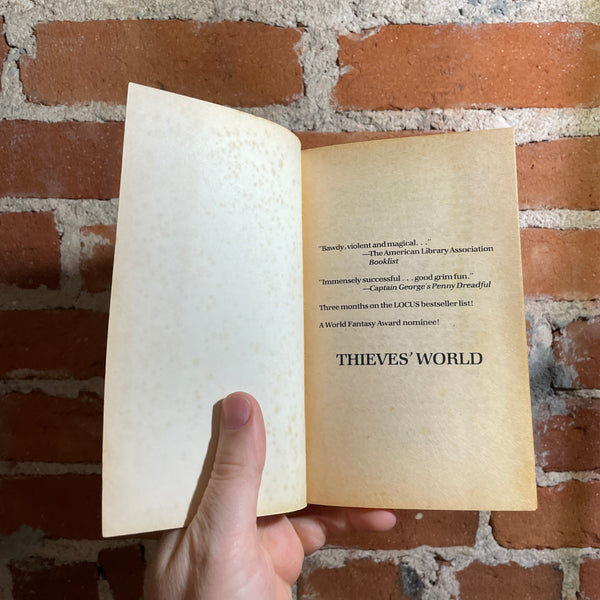 "Bawdy, violent and magical. . ."
—The American Library Association
Booklist
"Immensely successful . . . good grim fun."
—Captain George's Penny Dreadful
Three months on the LOCUS bestseller list!
A World Fantasy Award nominee!
THIEVES' WORLD